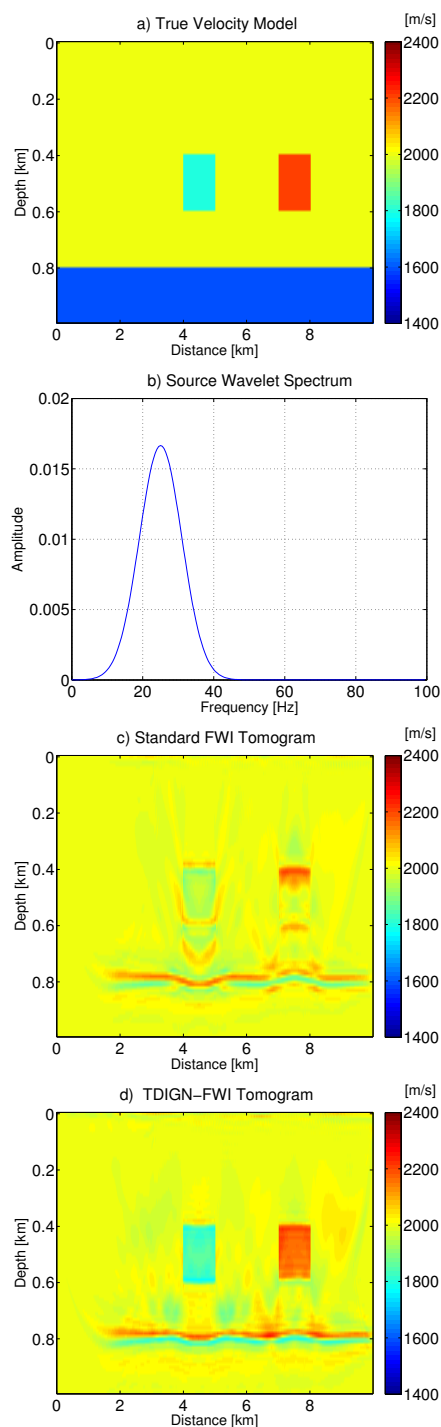 [m/s]
a) True Velocity Model
0
0.2
0.4
0.6
0.8
Depth [km]
0 2 4 6 8
Distance [km]
2400
2200
2000
1800
1600
1400
b) Source Wavelet Spectrum
0.02
0.015
0.01
0.005
0
Amplitude
0 20 40 60 80 100
Frequency [Hz]
[m/s]
c) Standard FWI Tomogram
0
0.2
0.4
0.6
0.8
Depth [km]
0 2 4 6 8
Distance [km]
2400
2200
2000
1800
1600
1400
[m/s]
d) TDIGN−FWI Tomogram
0
0.2
0.4
0.6
0.8
Depth [km]
0 2 4 6 8
Distance [km]
2400
2200
2000
1800
1600
1400